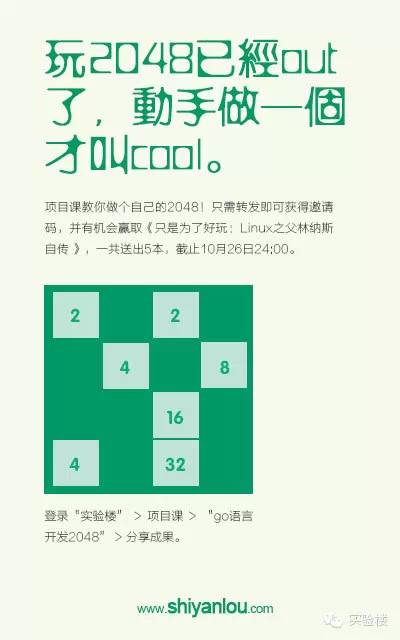 玩2048已經out
了，動手做一個
才叫cool。
项目课教你做个自己的2048！只需转发即可获得邀请
码，并有机会赢取《只是为了好玩：Linux之父林纳斯
自传 》，一共送出5本，截止10月26日24:00。
2 2
4 8
16
4 32
登录“实验楼” > 项目课 > “go语言
开发2048” > 分享成果。
www.shiyanlou.com
实验楼